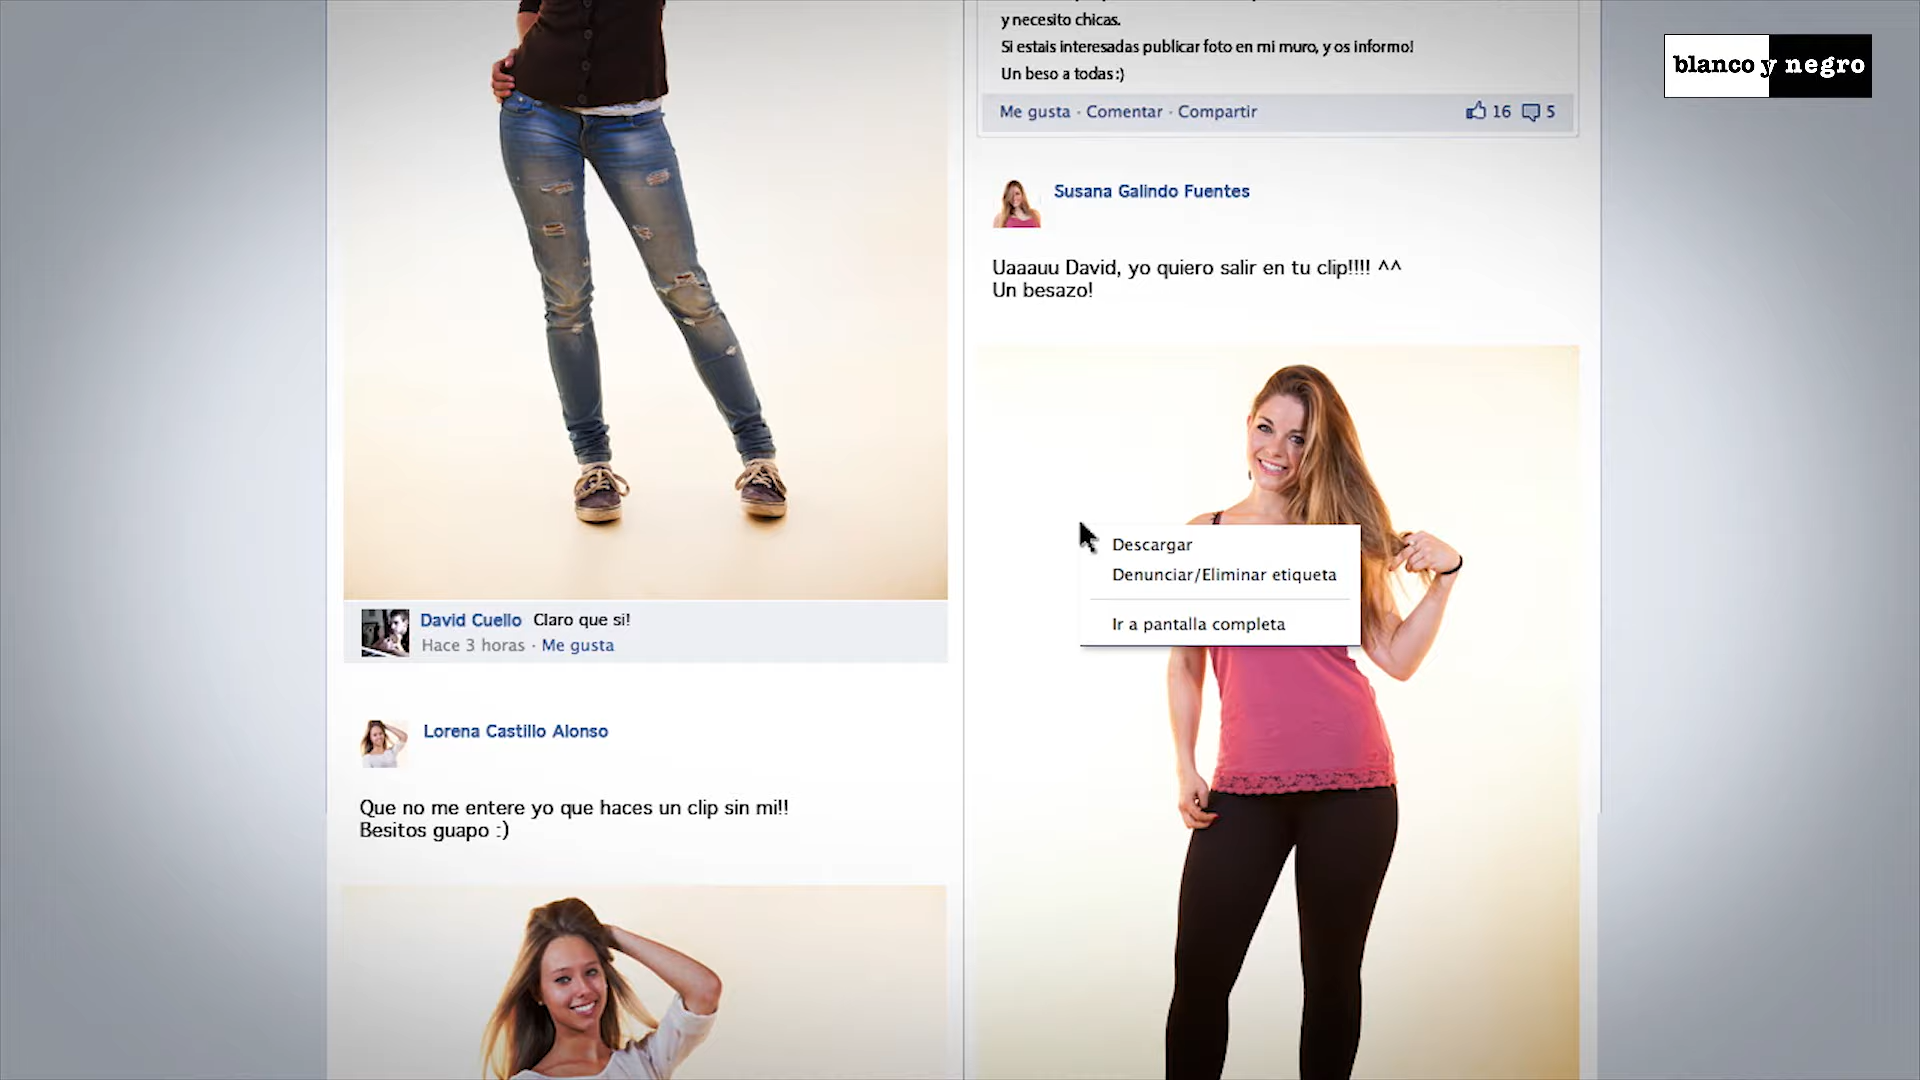 David Cuello Claro que si!
Hace 3 horas · Me gusta
Lorena Castillo Alonso
Que no me entere yo que haces un clip sin mi!!
Besitos guapo :)
y necesito chicas.
Si estais interesadas publicar foto en mi muro, y os informo!
Un beso a todas :)
Me gusta · Comentar · Compartir 16 5
Susana Galindo Fuentes
Uaaauu David, yo quiero salir en tu clip!!!! ^^
Un besazo!
Descargar
Denunciar/Eliminar etiqueta
Ir a pantalla completa
blanco y negro